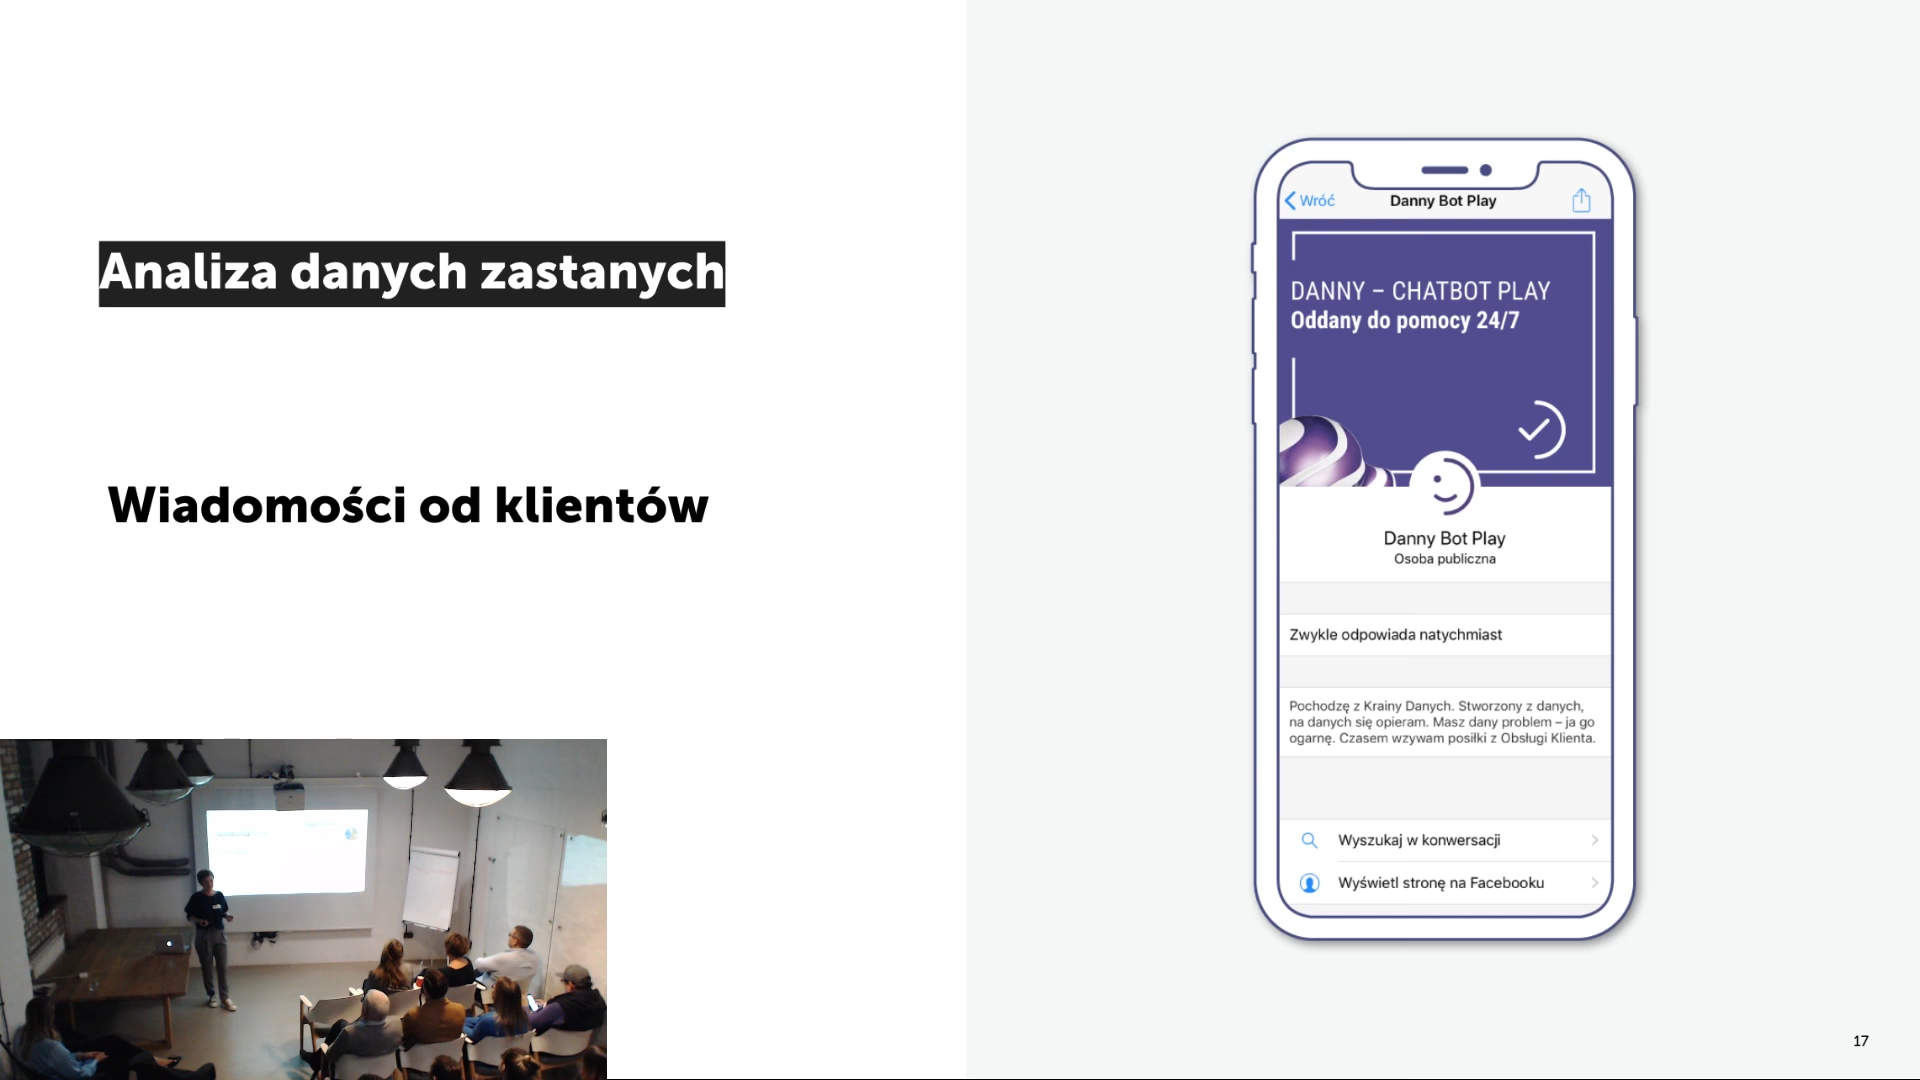 Analiza danych zastanych
Wiadomości od klientów
Wróć
Danny Bot Play
DANNY – CHATBOT PLAY
Oddany do pomocy 24/7
Danny Bot Play
Osoba publiczna
Zwykle odpowiada natychmiast
Pochodzę z Krainy Danych. Stworzony z danych,
na danych się opieram. Masz dany problem – ja go
ogarnę. Czasem wzywam posiłki z Obsługi Klienta.
Wyszukaj w konwersacji
Wyświetl stronę na Facebooku
17